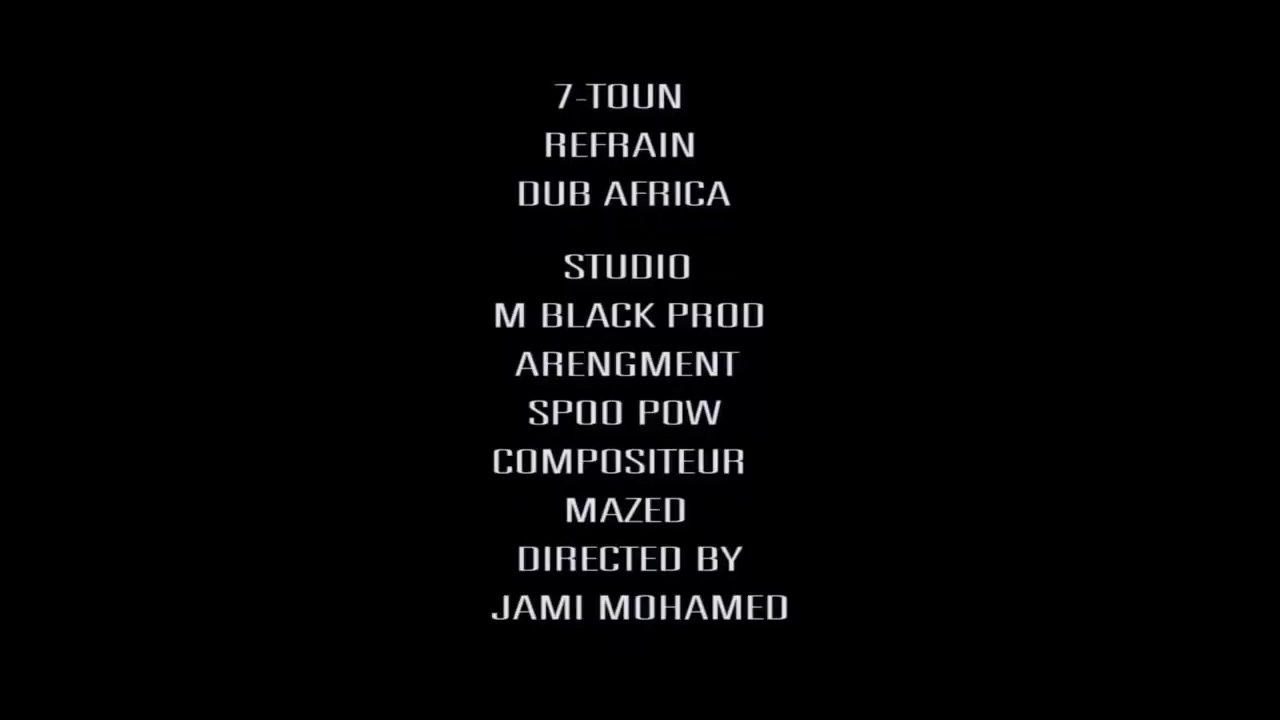 7-TOUN
REFRAIN
DUB AFRICA
STUDIO
M BLACK PROD
ARENGMENT
SPOO POW
COMPOSITEUR
MAZED
DIRECTED BY
JAMI MOHAMED